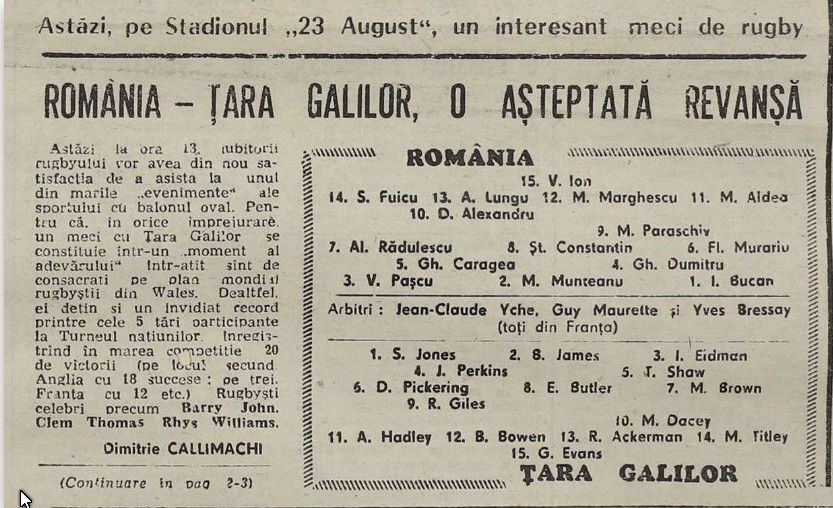 Astăzi, pe Stadionul „23 August“, un interesant meci de rugby
ROMÂNIA – ȚARA GALILOR, O AȘTEPTATĂ REVANȘĂ
Astăzi la ora 13, iubitorii
rugbyului vor avea din nou sa-
tisfacția de a asista la unul
din marile „evenimente“ ale
sportului cu balonul oval. Pen-
tru că, în orice împrejurare,
un meci cu Țara Galilor se
constituie într-un „moment al
adevărului“ într-atît sînt de
consacrați pe plan mondial
rugbyștii din Wales. Dealtfel,
ei dețin și un invidiat record
printre cele 5 țări participante
la Turneul națiunilor, înregis-
trînd în marea competiție 20
de victorii (pe locul secund
Anglia cu 18 succese; pe trei,
Franța cu 12 etc.) Rugbyști
celebri precum Barry John,
Clem Thomas Rhys Williams,
Dimitrie CALLIMACHI
(Continuare în pag 2-3)
ROMÂNIA
15. V. Ion
14. S. Fuicu 13. A. Lungu 12. M. Marghescu 11. M. Aldea
10. D. Alexandru
9. M. Paraschiv
7. Al. Rădulescu 8. Șt. Constantin 6. Fl. Murariu
5. Gh. Caragea 4. Gh. Dumitru
3. V. Pașcu 2. M. Munteanu 1. I. Bucan
Arbitri : Jean-Claude Yche, Guy Maurette și Yves Bressay
(toți din Franța)
1. S. Jones 2. B. James 3. I. Eidman
4. J. Perkins 5. T. Shaw
6. D. Pickering 8. E. Butler 7. M. Brown
9. R. Giles
10. M. Dacey
11. A. Hadley 12. B. Bowen 13. R. Ackerman 14. M. Titley
15. G. Evans
ȚARA GALILOR